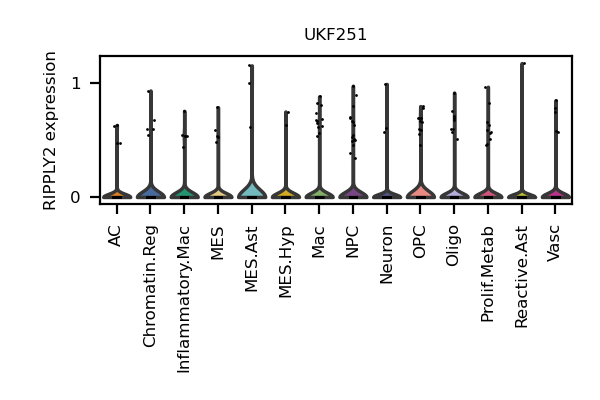 UKF251
RIPPLY2 expression
1
0
AC
Chromatin.Reg
Inflammatory.Mac
MES
MES.Ast
MES.Hyp
Mac
NPC
Neuron
OPC
Oligo
Prolif.Metab
Reactive.Ast
Vasc